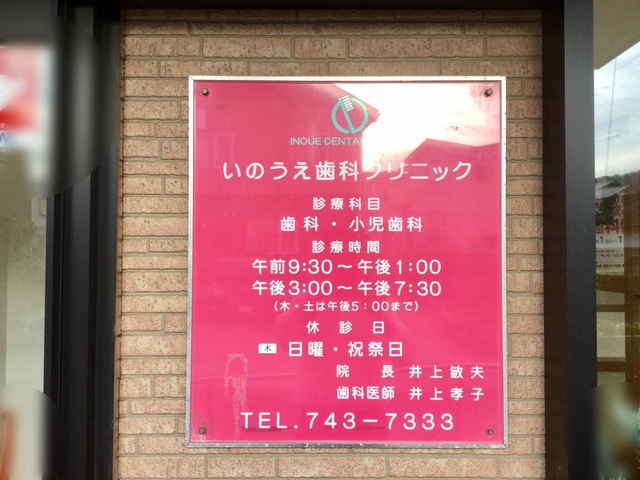 INOUE DENTAL
いのうえ歯科クリニック
診療科目
歯科・小児歯科
診療時間
午前9:30～午後1:00
午後3:00～午後7:30
（木・土は午後5：00まで）
休診日
木 日曜・祝祭日
院 長 井上敏夫
歯科医師 井上孝子
TEL.743-7333